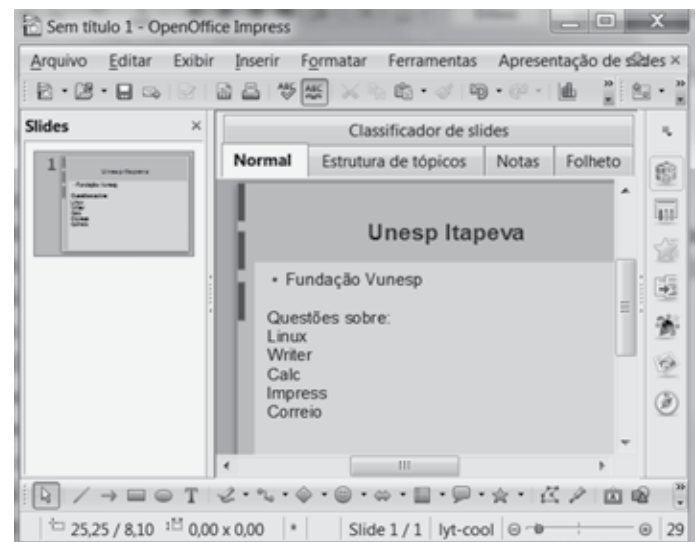 Sem título 1 - OpenOffice Impress
Arquivo Editar Exibir Inserir Formatar Ferramentas Apresentação de slides
Slides
Classificador de slides
Normal Estrutura de tópicos Notas Folheto
1
Unesp Itapeva
• Fundação Vunesp
Questões sobre:
Linux
Writer
Calc
Impress
Correio
25,25 / 8,10 0,00 x 0,00 * Slide 1 / 1 lyt-cool 29